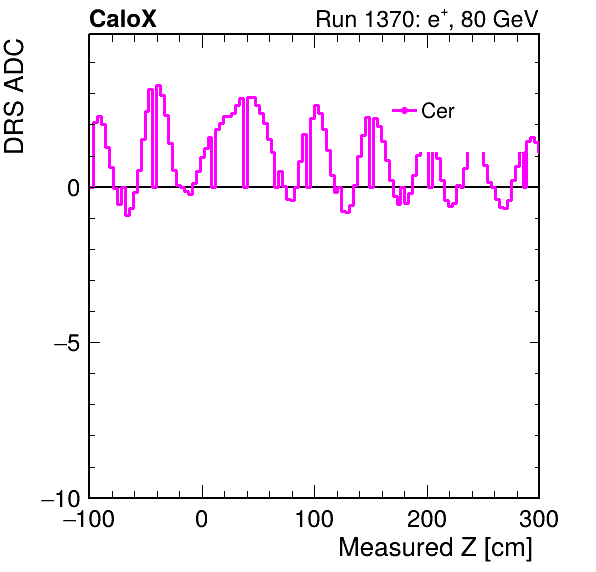 CaloX
Run 1370: e⁺, 80 GeV
DRS ADC
Cer
0
−5
−10
−100 0 100 200 300
Measured Z [cm]